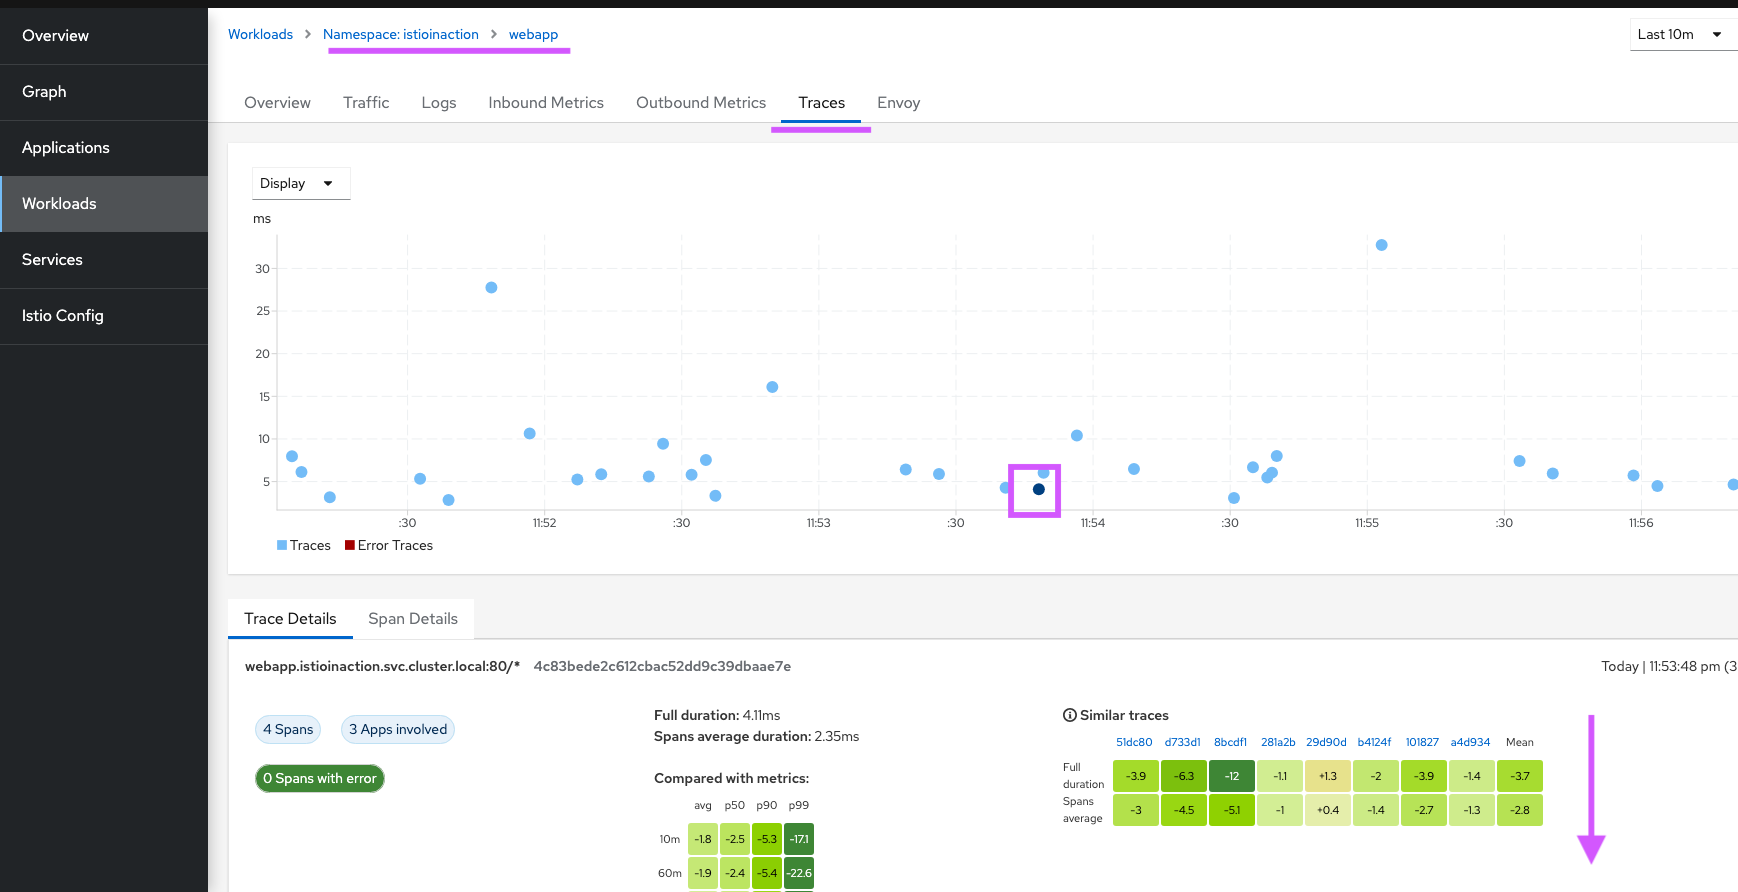 Overview
Graph
Applications
Workloads
Services
Istio Config
Workloads > Namespace: istioinaction > webapp
Last 10m
Overview Traffic Logs Inbound Metrics Outbound Metrics Traces Envoy
Display
ms
30
25
20
15
10
5
:30 11:52 :30 11:53 :30 11:54 :30 11:55 :30 11:56
Traces Error Traces
Trace Details Span Details
webapp.istioinaction.svc.cluster.local:80/* 4c83bede2c612cbac52dd9c39dbaae7e
Today | 11:53:48 pm (3
4 Spans 3 Apps involved
0 Spans with error
Full duration: 4.11ms
Spans average duration: 2.35ms
Compared with metrics:
avg p50 p90 p99
10m -1.8 -2.5 -5.3 -17.1
60m -1.9 -2.4 -5.4 -22.6
Similar traces
51dc80 d733d1 8bcdf1 281a2b 29d90d b4124f 101827 a4d934 Mean
Full duration -3.9 -6.3 -12 -1.1 +1.3 -2 -3.9 -1.4 -3.7
Spans average -3 -4.5 -5.1 -1 +0.4 -1.4 -2.7 -1.3 -2.8